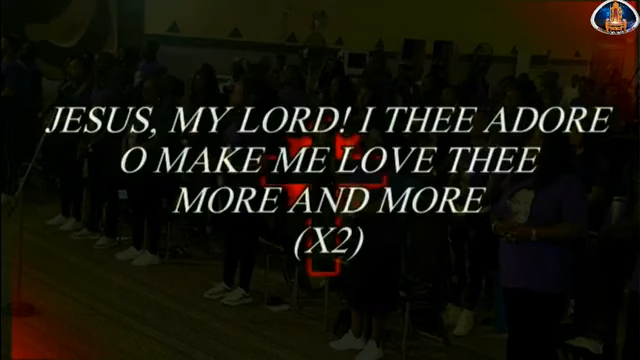 JESUS, MY LORD! I THEE ADORE
O MAKE ME LOVE THEE
MORE AND MORE
(X2)